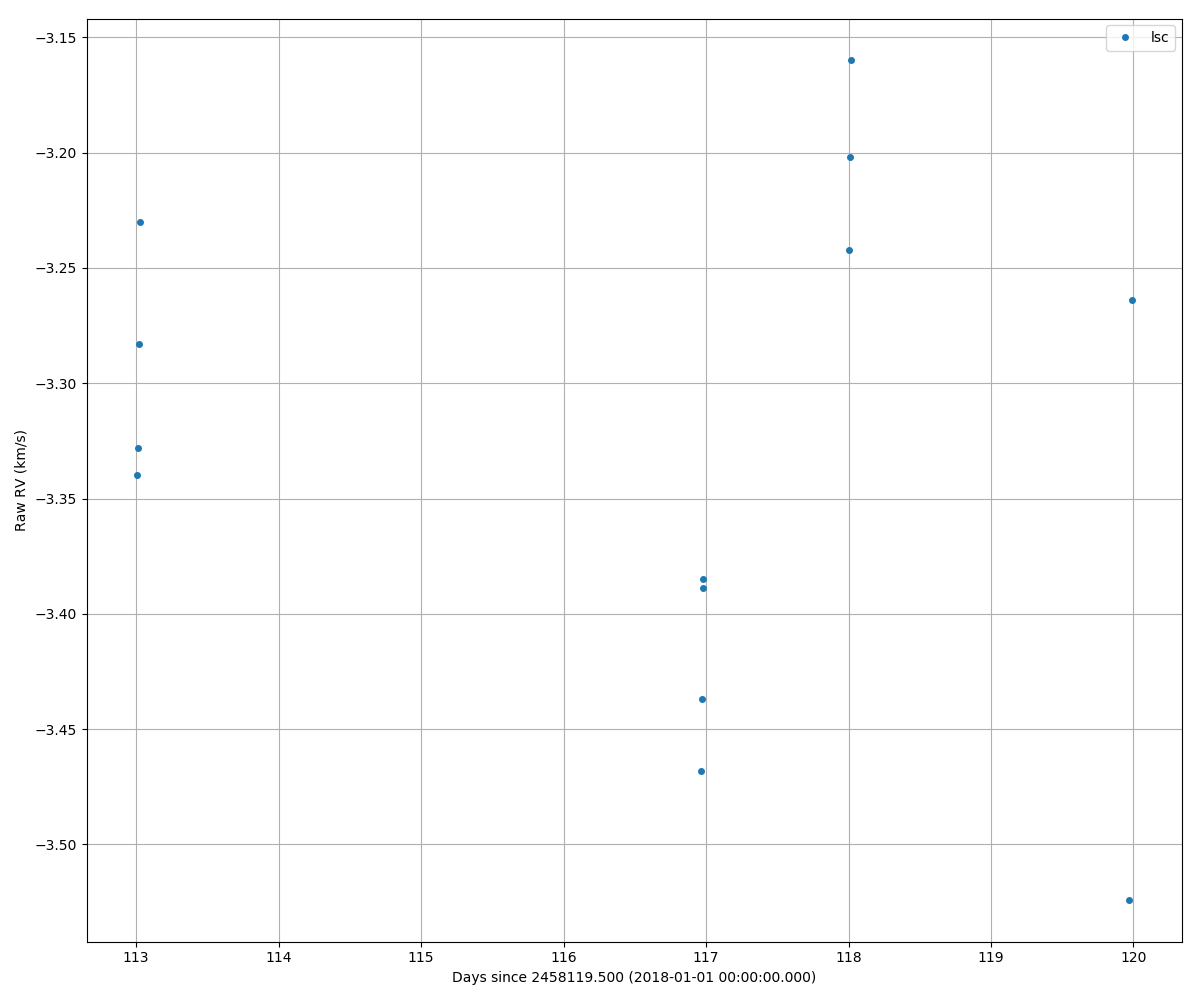 −3.15
−3.20
−3.25
−3.30
−3.35
−3.40
−3.45
−3.50
Raw RV (km/s)
lsc
113 114 115 116 117 118 119 120
Days since 2458119.500 (2018-01-01 00:00:00.000)